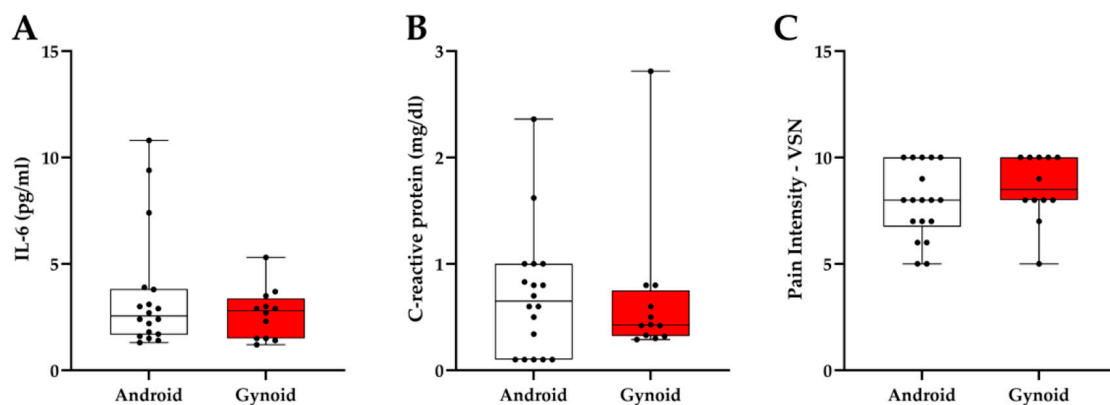 A
IL-6 (pg/ml)
15
10
5
0
Android
Gynoid
B
C-reactive protein (mg/dl)
3
2
1
0
Android
Gynoid
C
Pain Intensity - VSN
15
10
5
0
Android
Gynoid